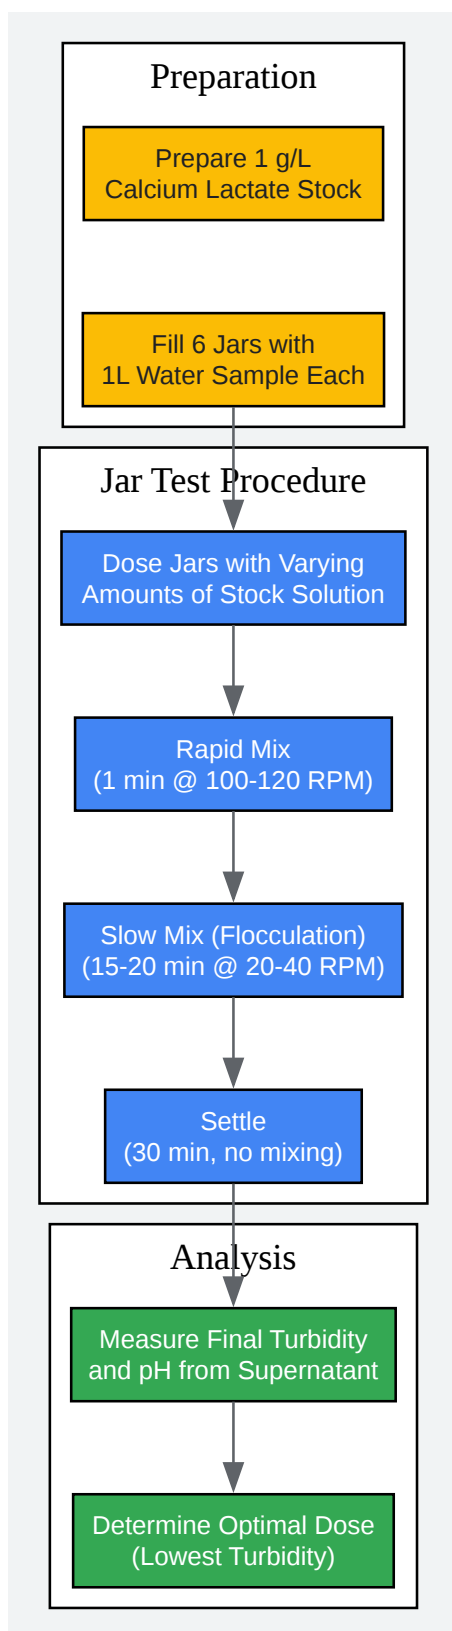 Preparation
Prepare 1 g/L
Calcium Lactate Stock
Fill 6 Jars with
1L Water Sample Each
Jar Test Procedure
Dose Jars with Varying
Amounts of Stock Solution
Rapid Mix
(1 min @ 100-120 RPM)
Slow Mix (Flocculation)
(15-20 min @ 20-40 RPM)
Settle
(30 min, no mixing)
Analysis
Measure Final Turbidity
and pH from Supernatant
Determine Optimal Dose
(Lowest Turbidity)